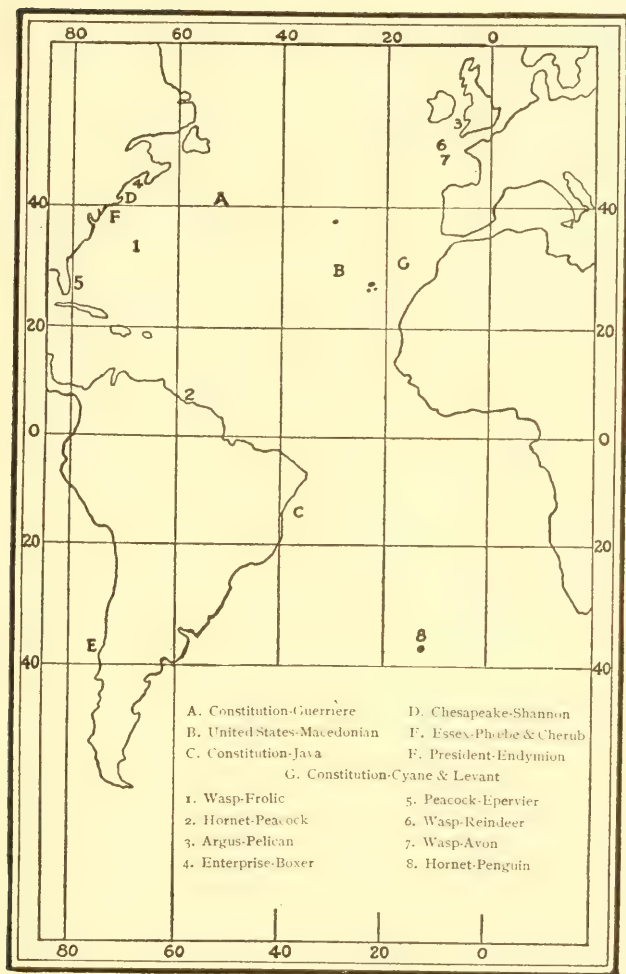 80 60 40 20 0
3
6
7
4
40 D A 40
F
1 G
B
5
20 20
2
0 0
C
20 20
8
E
40 40
A. Constitution-Guerrière D. Chesapeake-Shannon
B. United States-Macedonian E. Essex-Phœbe & Cherub
C. Constitution-Java F. President-Endymion
G. Constitution-Cyane & Levant
1. Wasp-Frolic 5. Peacock-Epervier
2. Hornet-Peacock 6. Wasp-Reindeer
3. Argus-Pelican 7. Wasp-Avon
4. Enterprise-Boxer 8. Hornet-Penguin
80 60 40 20 0